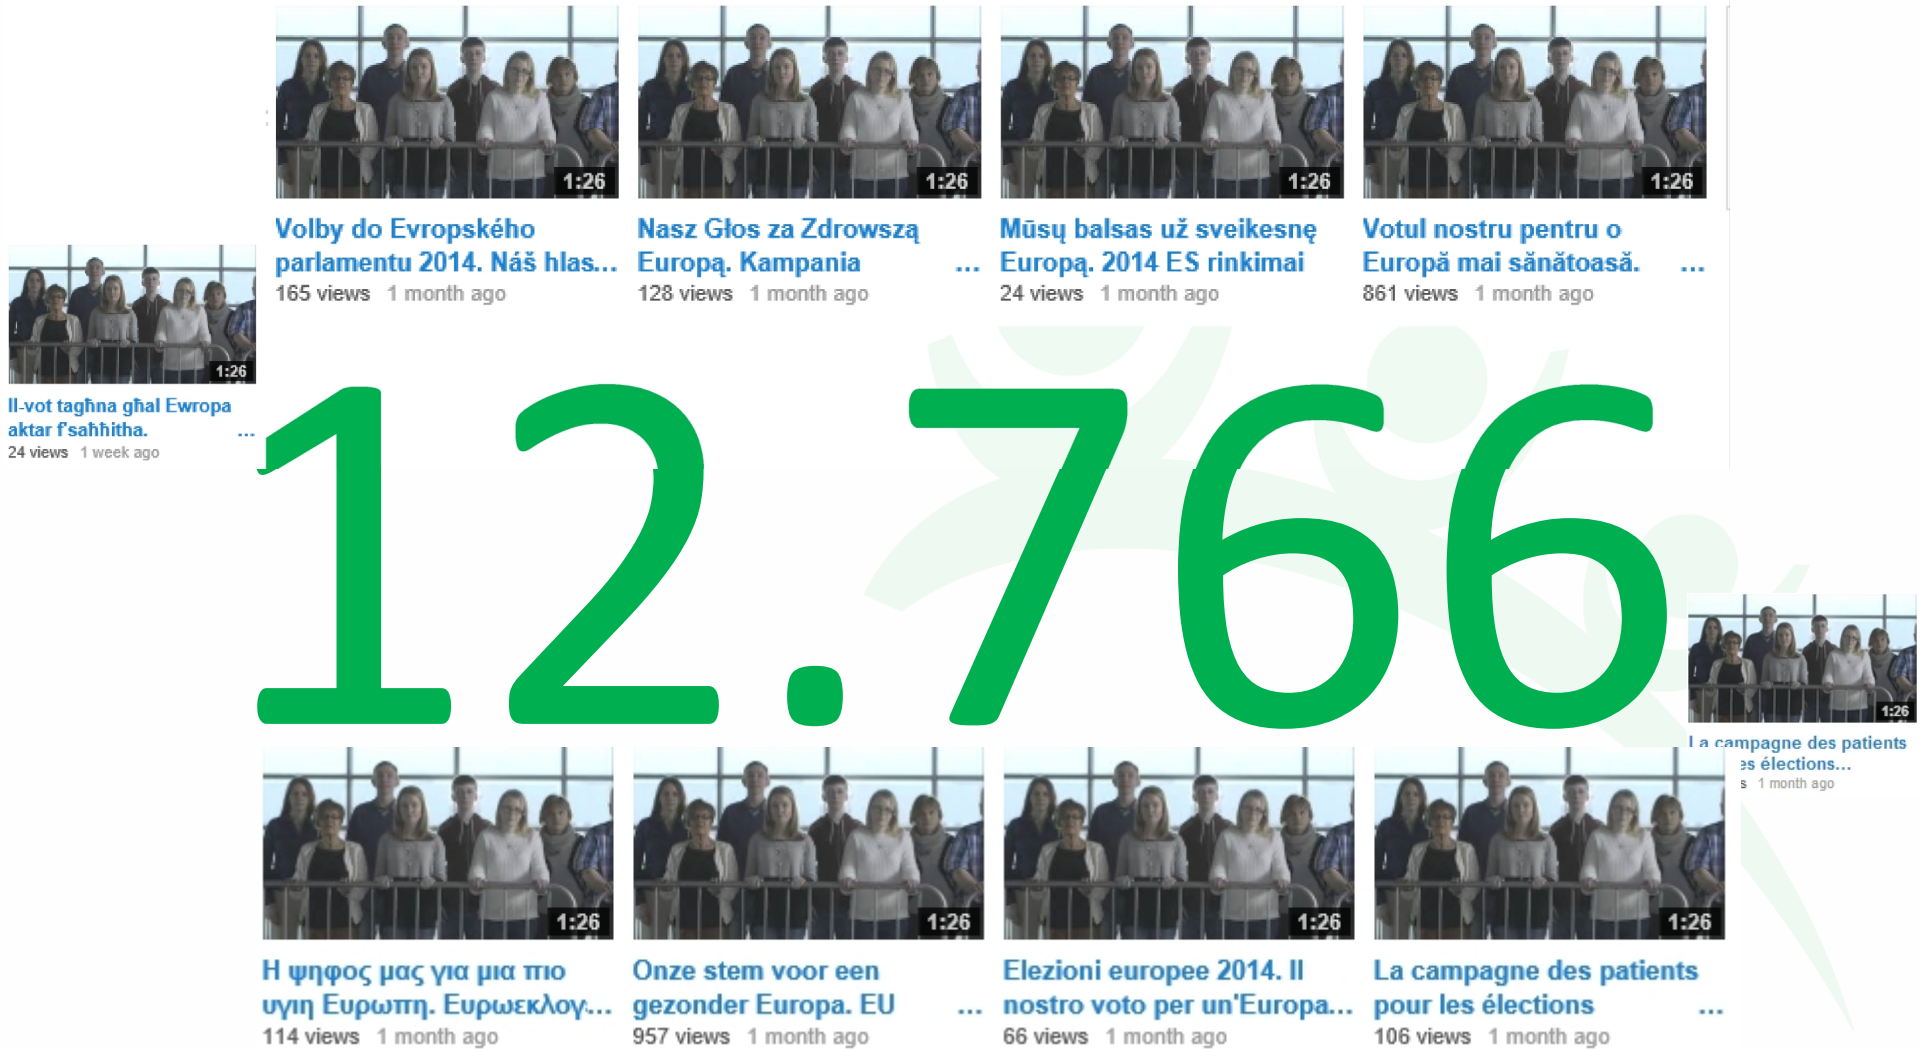 1:26
1:26
1:26
1:26
Volby do Evropského
parlamentu 2014. Náš hlas...
165 views 1 month ago
Nasz Głos za Zdrowszą
Europą. Kampania ...
128 views 1 month ago
Mūsų balsas už sveikesnę
Europą. 2014 ES rinkimai
24 views 1 month ago
Votul nostru pentru o
Europă mai sănătoasă. ...
861 views 1 month ago
1:26
Il-vot tagħna għal Ewropa
aktar f'saħħitha. ...
24 views 1 week ago
12.766
1:26
La campagne des patients
es élections...
s 1 month ago
1:26
1:26
1:26
1:26
Η ψηφος μας για μια πιο
υγιη Ευρωπη. Ευρωεκλογ...
114 views 1 month ago
Onze stem voor een
gezonder Europa. EU ...
957 views 1 month ago
Elezioni europee 2014. Il
nostro voto per un'Europa...
66 views 1 month ago
La campagne des patients
pour les élections ...
106 views 1 month ago